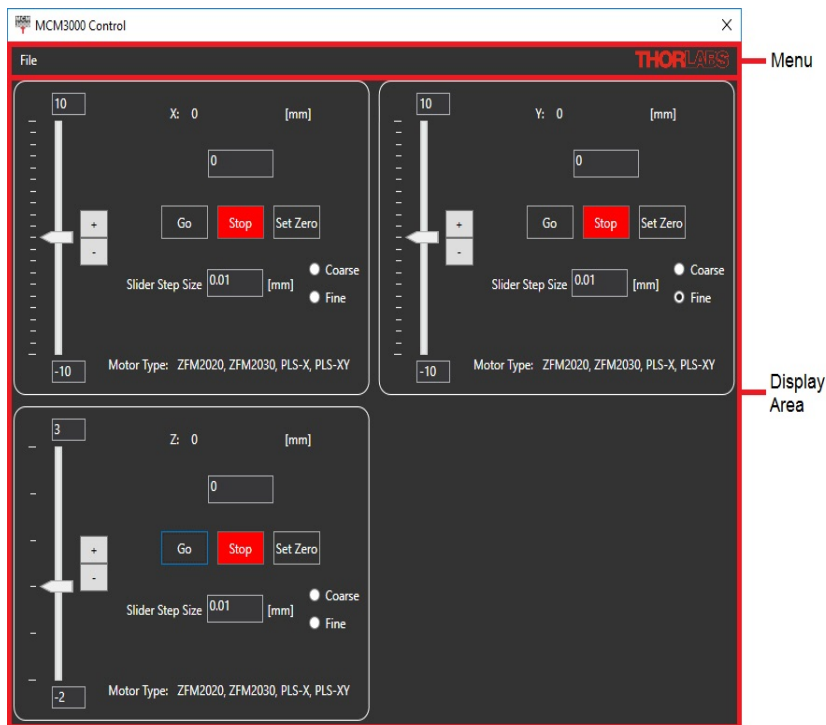 MCM3000 Control
File
THORLABS
Menu
10
X: 0 [mm]
0
+
-
Go
Stop
Set Zero
Slider Step Size 0.01 [mm]
Coarse
Fine
-10
Motor Type: ZFM2020, ZFM2030, PLS-X, PLS-XY
10
Y: 0 [mm]
0
+
-
Go
Stop
Set Zero
Slider Step Size 0.01 [mm]
Coarse
Fine
-10
Motor Type: ZFM2020, ZFM2030, PLS-X, PLS-XY
Display
Area
3
Z: 0 [mm]
0
+
-
Go
Stop
Set Zero
Slider Step Size 0.01 [mm]
Coarse
Fine
-2
Motor Type: ZFM2020, ZFM2030, PLS-X, PLS-XY